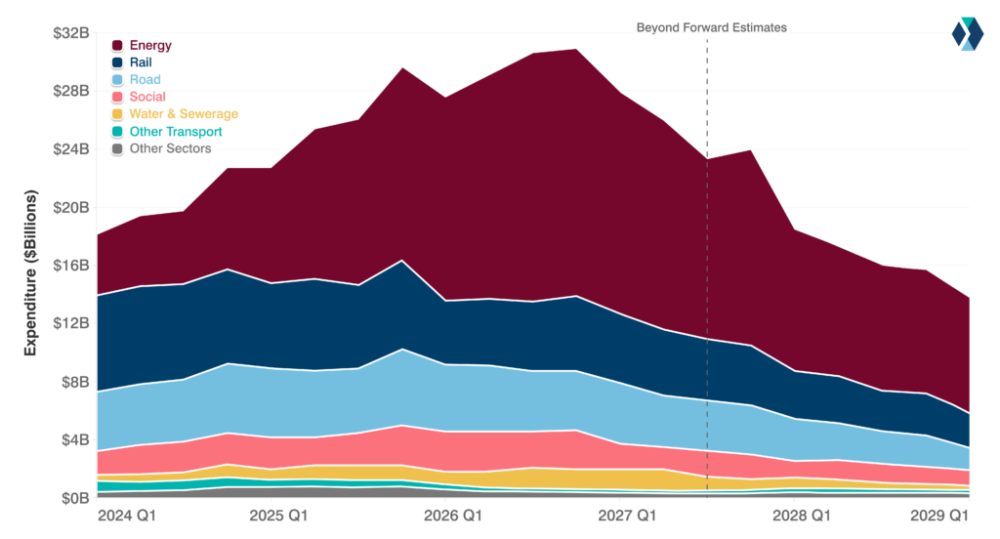 Beyond Forward Estimates
$32B
$28B
$24B
$20B
$16B
$12B
$8B
$4B
$0B
Expenditure ($Billions)
Energy
Rail
Road
Social
Water & Sewerage
Other Transport
Other Sectors
2024 Q1
2025 Q1
2026 Q1
2027 Q1
2028 Q1
2029 Q1